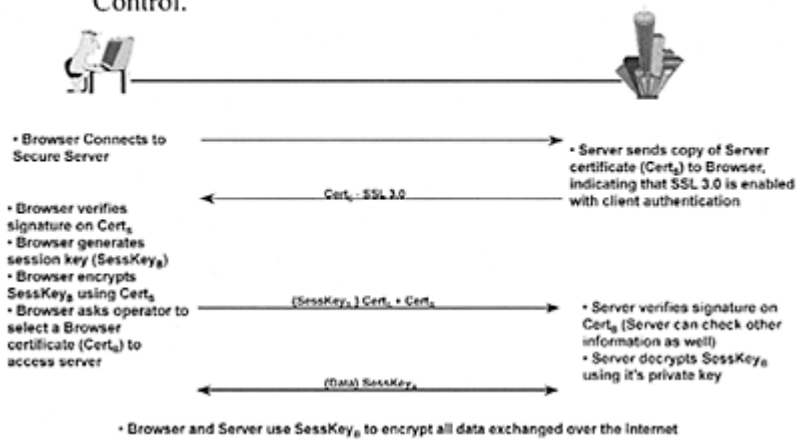 Control.
• Browser Connects to
Secure Server
• Server sends copy of Server
certificate (Certₛ) to Browser,
indicating that SSL 3.0 is enabled
with client authentication
Certₛ - SSL 3.0
• Browser verifies
signature on Certₛ
• Browser generates
session key (SessKeyB)
• Browser encrypts
SessKeyB using Certₛ
• Browser asks operator to
select a Browser
certificate (CertB) to
access server
(SessKeyB) Certₛ + CertB
• Server verifies signature on
CertB (Server can check other
information as well)
• Server decrypts SessKeyB
using it's private key
(Data) SessKeyB
• Browser and Server use SessKeyB to encrypt all data exchanged over the Internet